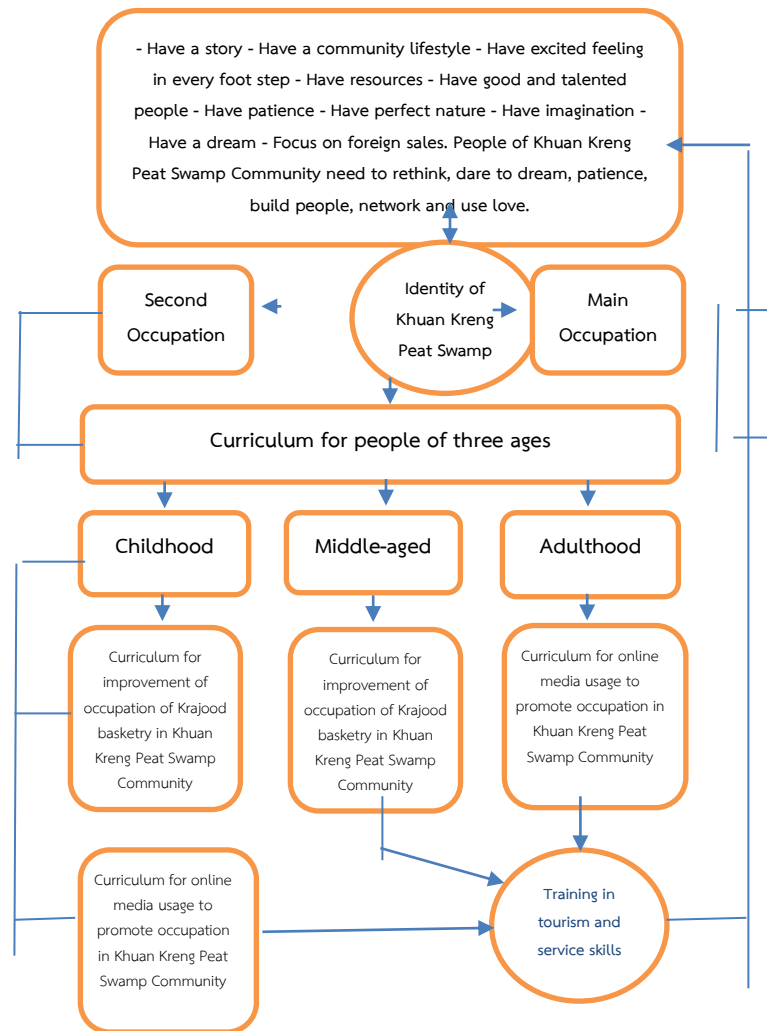 - Have a story - Have a community lifestyle - Have excited feeling
in every foot step - Have resources - Have good and talented
people - Have patience - Have perfect nature - Have imagination -
Have a dream - Focus on foreign sales. People of Khuan Kreng
Peat Swamp Community need to rethink, dare to dream, patience,
build people, network and use love.
Second
Occupation
Identity of
Khuan Kreng
Peat Swamp
Main
Occupation
Curriculum for people of three ages
Childhood
Middle-aged
Adulthood
Curriculum for
improvement of
occupation of Krajood
basketry in Khuan
Kreng Peat Swamp
Community
Curriculum for
improvement of
occupation of Krajood
basketry in Khuan
Kreng Peat Swamp
Community
Curriculum for online
media usage to
promote occupation in
Khuan Kreng Peat
Swamp Community
Curriculum for online
media usage to
promote occupation
in Khuan Kreng Peat
Swamp Community
Training in
tourism and
service skills